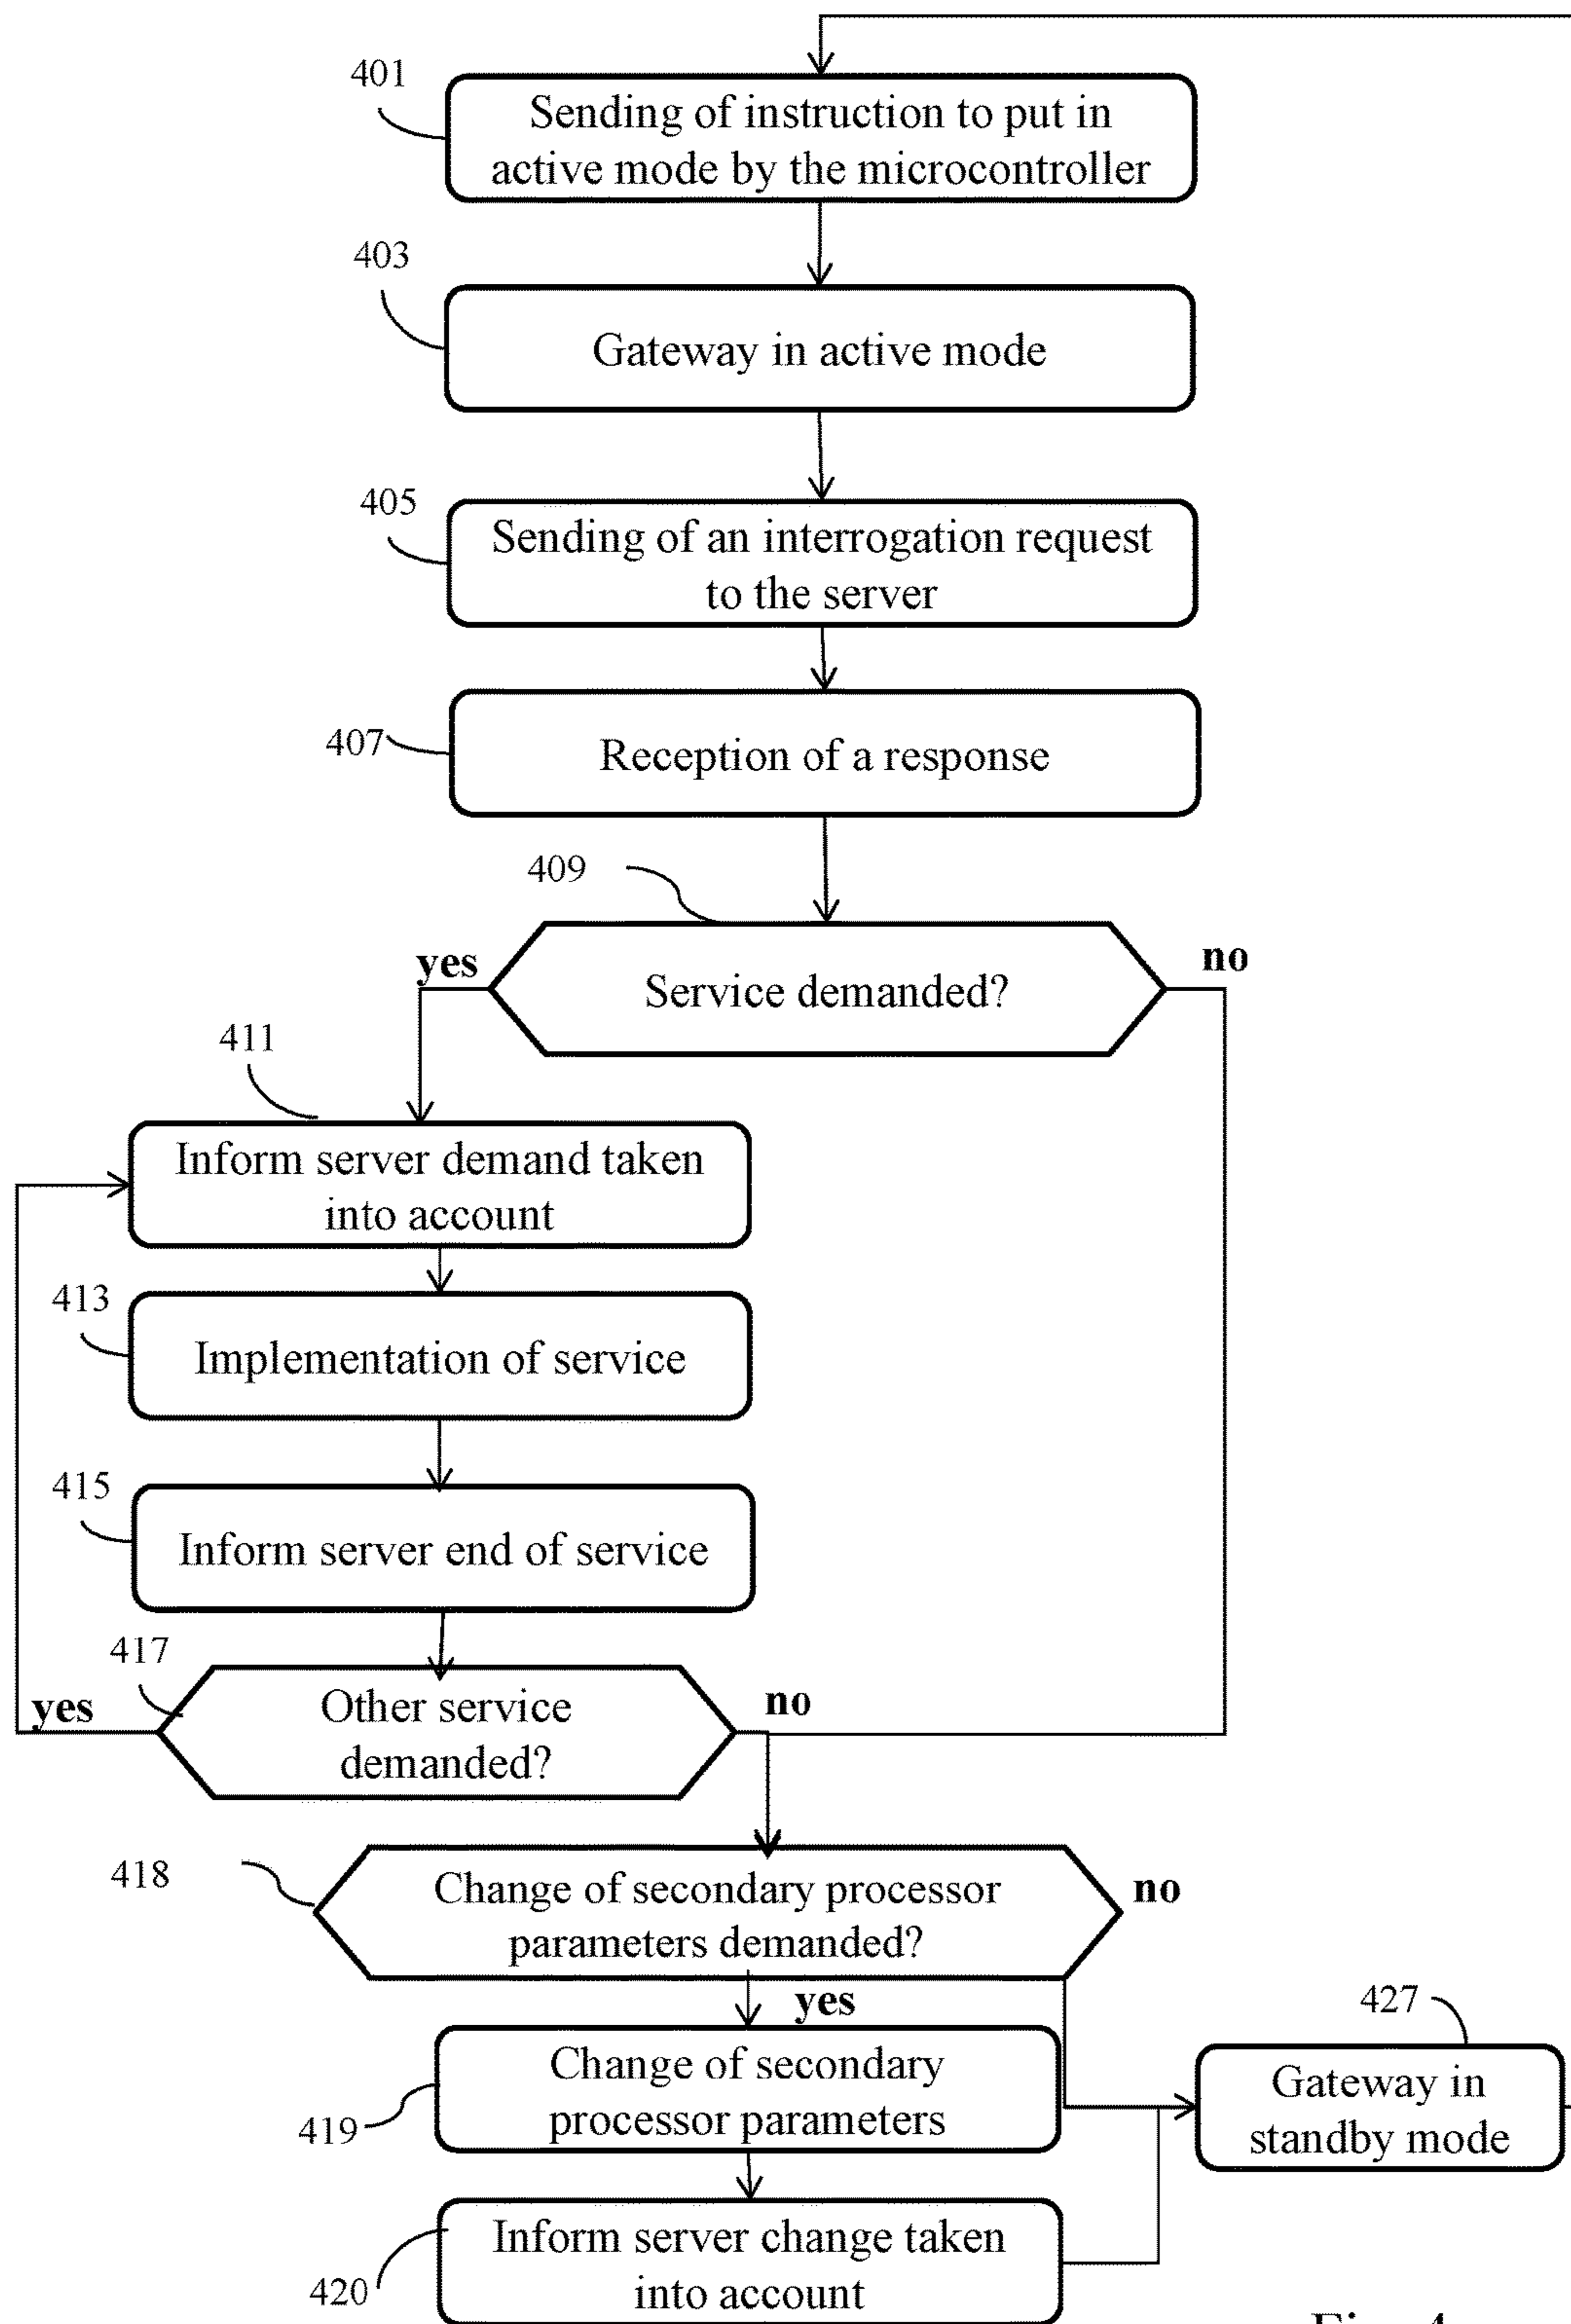 401
Sending of instruction to put in
active mode by the microcontroller
403
Gateway in active mode
405
Sending of an interrogation request
to the server
407
Reception of a response
409
yes
Service demanded?
no
411
Inform server demand taken
into account
413
Implementation of service
415
Inform server end of service
417
yes
Other service
demanded?
no
418
Change of secondary processor
parameters demanded?
no
yes
427
Gateway in
standby mode
419
Change of secondary
processor parameters
420
Inform server change taken
into account